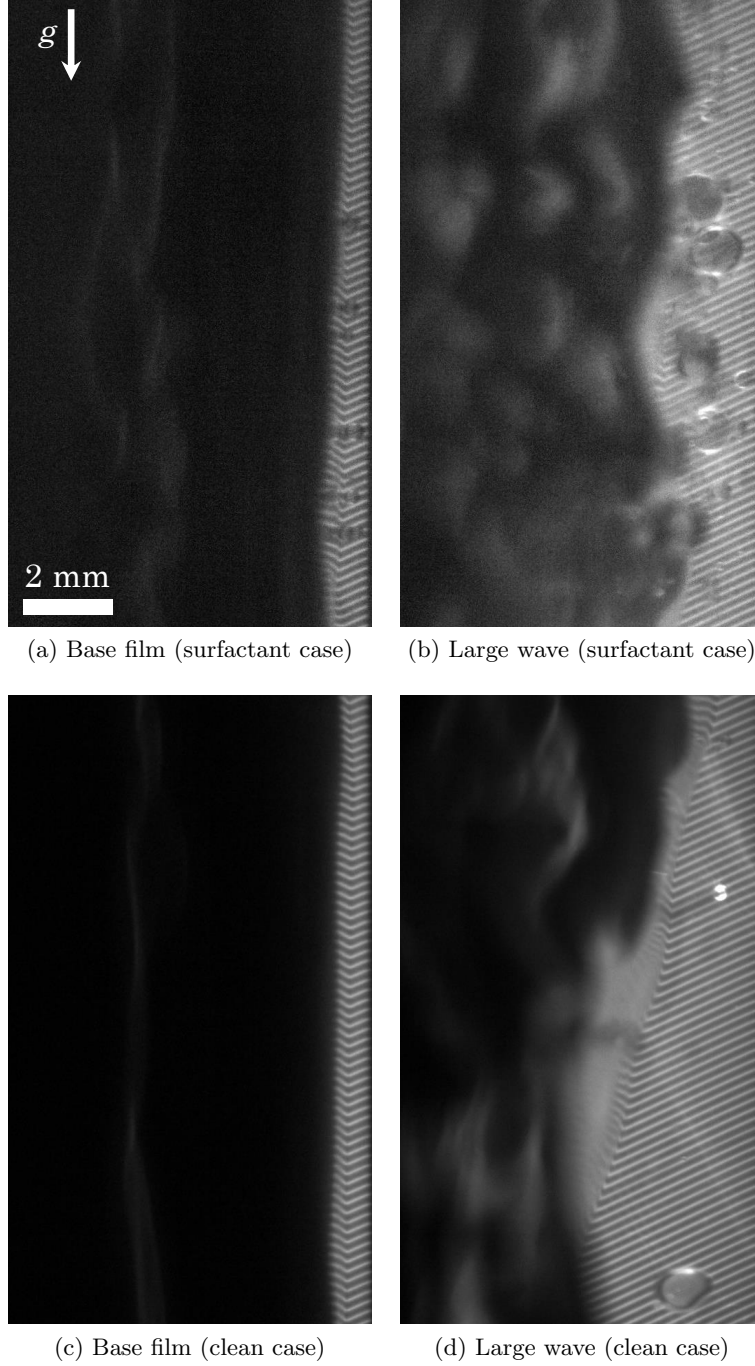 g
2 mm
(a) Base film (surfactant case)
(b) Large wave (surfactant case)
(c) Base film (clean case)
(d) Large wave (clean case)